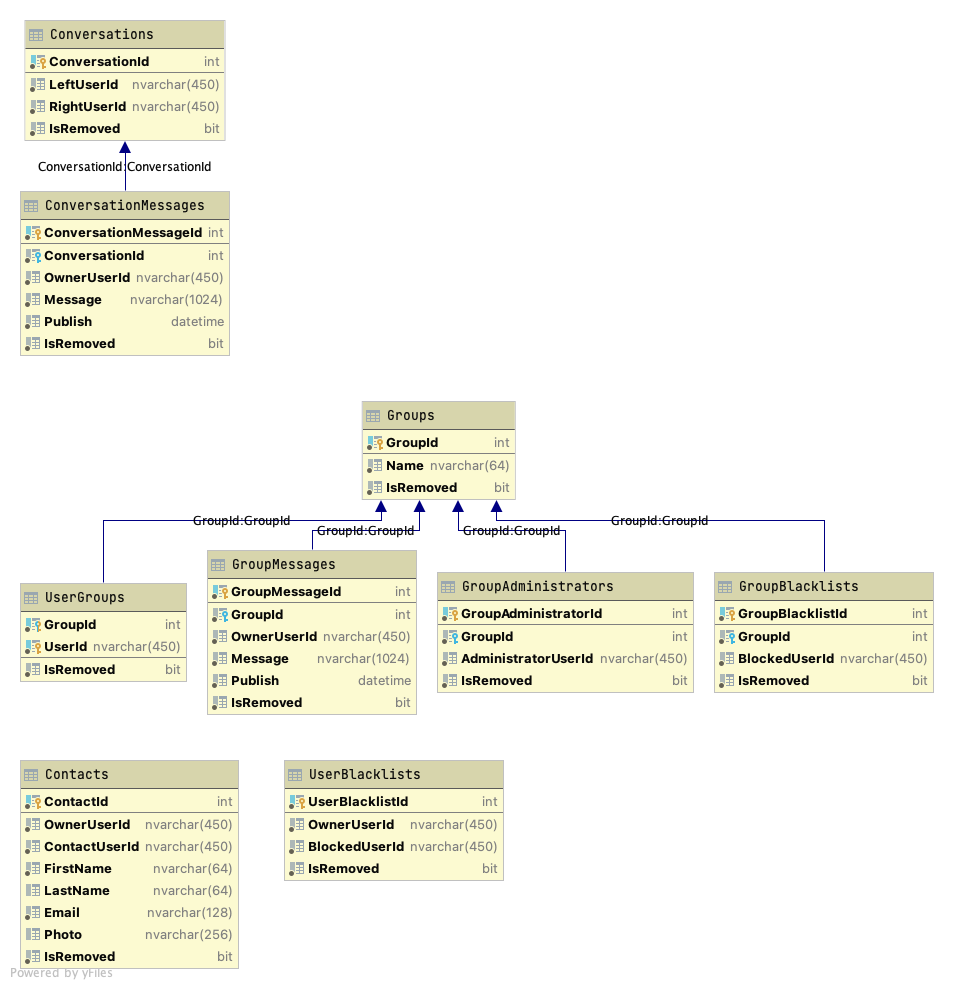 Conversations
ConversationId int
LeftUserId nvarchar(450)
RightUserId nvarchar(450)
IsRemoved bit
ConversationId:ConversationId
ConversationMessages
ConversationMessageId int
ConversationId int
OwnerUserId nvarchar(450)
Message nvarchar(1024)
Publish datetime
IsRemoved bit
Groups
GroupId int
Name nvarchar(64)
IsRemoved bit
GroupId:GroupId
GroupId:GroupId
GroupId:GroupId
GroupId:GroupId
UserGroups
GroupId int
UserId nvarchar(450)
IsRemoved bit
GroupMessages
GroupMessageId int
GroupId int
OwnerUserId nvarchar(450)
Message nvarchar(1024)
Publish datetime
IsRemoved bit
GroupAdministrators
GroupAdministratorId int
GroupId int
AdministratorUserId nvarchar(450)
IsRemoved bit
GroupBlacklists
GroupBlacklistId int
GroupId int
BlockedUserId nvarchar(450)
IsRemoved bit
Contacts
ContactId int
OwnerUserId nvarchar(450)
ContactUserId nvarchar(450)
FirstName nvarchar(64)
LastName nvarchar(64)
Email nvarchar(128)
Photo nvarchar(256)
IsRemoved bit
UserBlacklists
UserBlacklistId int
OwnerUserId nvarchar(450)
BlockedUserId nvarchar(450)
IsRemoved bit
Powered by yFiles